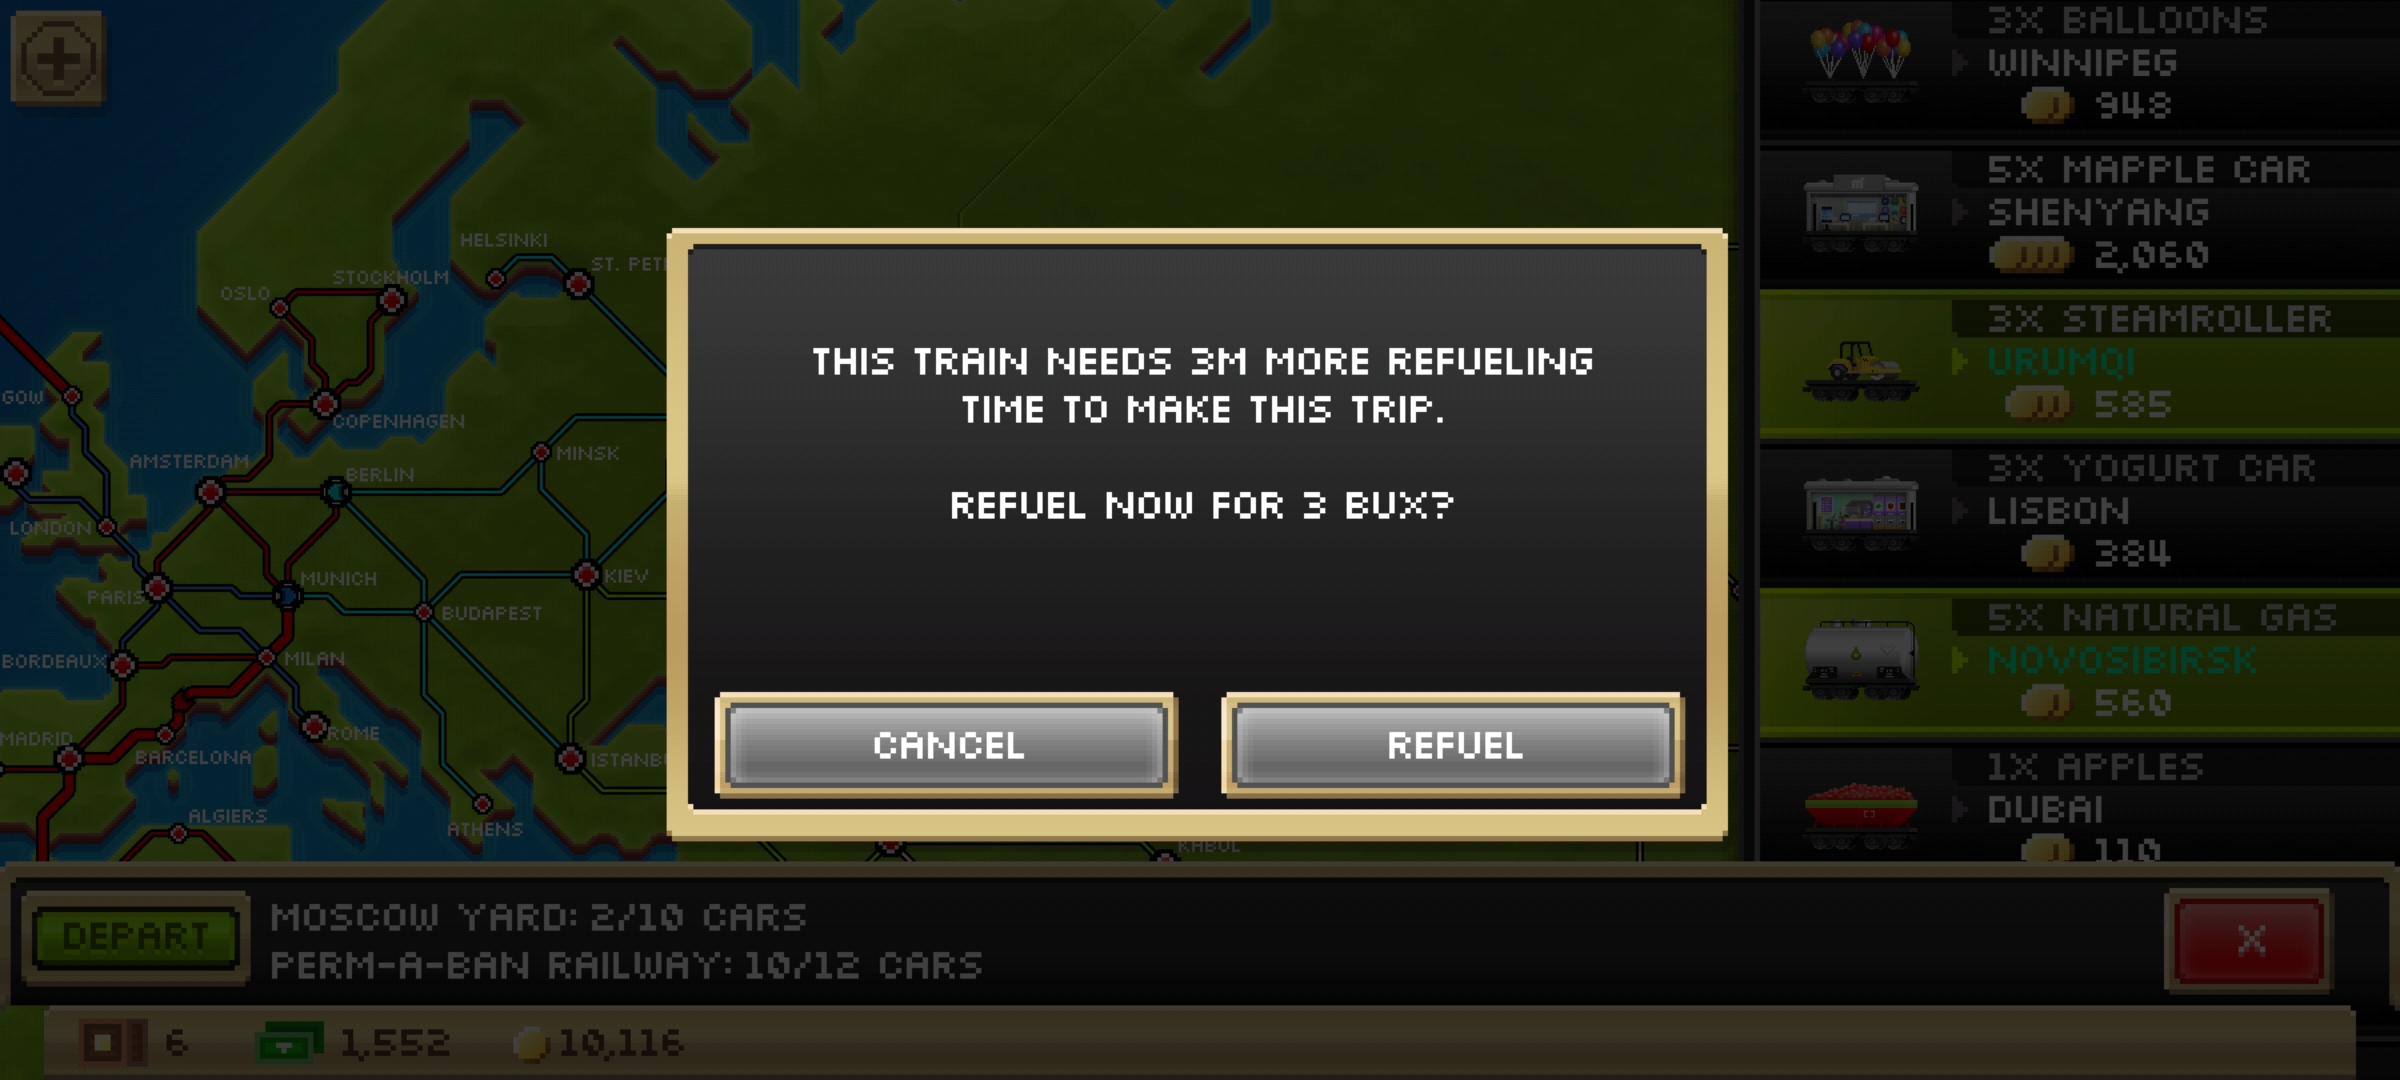 3X BALLOONS
WINNIPEG
948
5X MAPPLE CAR
SHENYANG
2,060
3X STEAMROLLER
URUMQI
585
3X YOGURT CAR
LISBON
384
5X NATURAL GAS
NOVOSIBIRSK
560
1X APPLES
DUBAI
110
HELSINKI
ST. PET
STOCKHOLM
OSLO
GOW
COPENHAGEN
AMSTERDAM
BERLIN
MINSK
LONDON
MUNICH
KIEV
PARIS
BUDAPEST
BORDEAUX
MILAN
MADRID
ROME
BARCELONA
ISTANB
ALGIERS
ATHENS
KABUL
THIS TRAIN NEEDS 3M MORE REFUELING
TIME TO MAKE THIS TRIP.
REFUEL NOW FOR 3 BUX?
CANCEL
REFUEL
DEPART
MOSCOW YARD: 2/10 CARS
PERM-A-BAN RAILWAY: 10/12 CARS
X
6
1,552
10,116